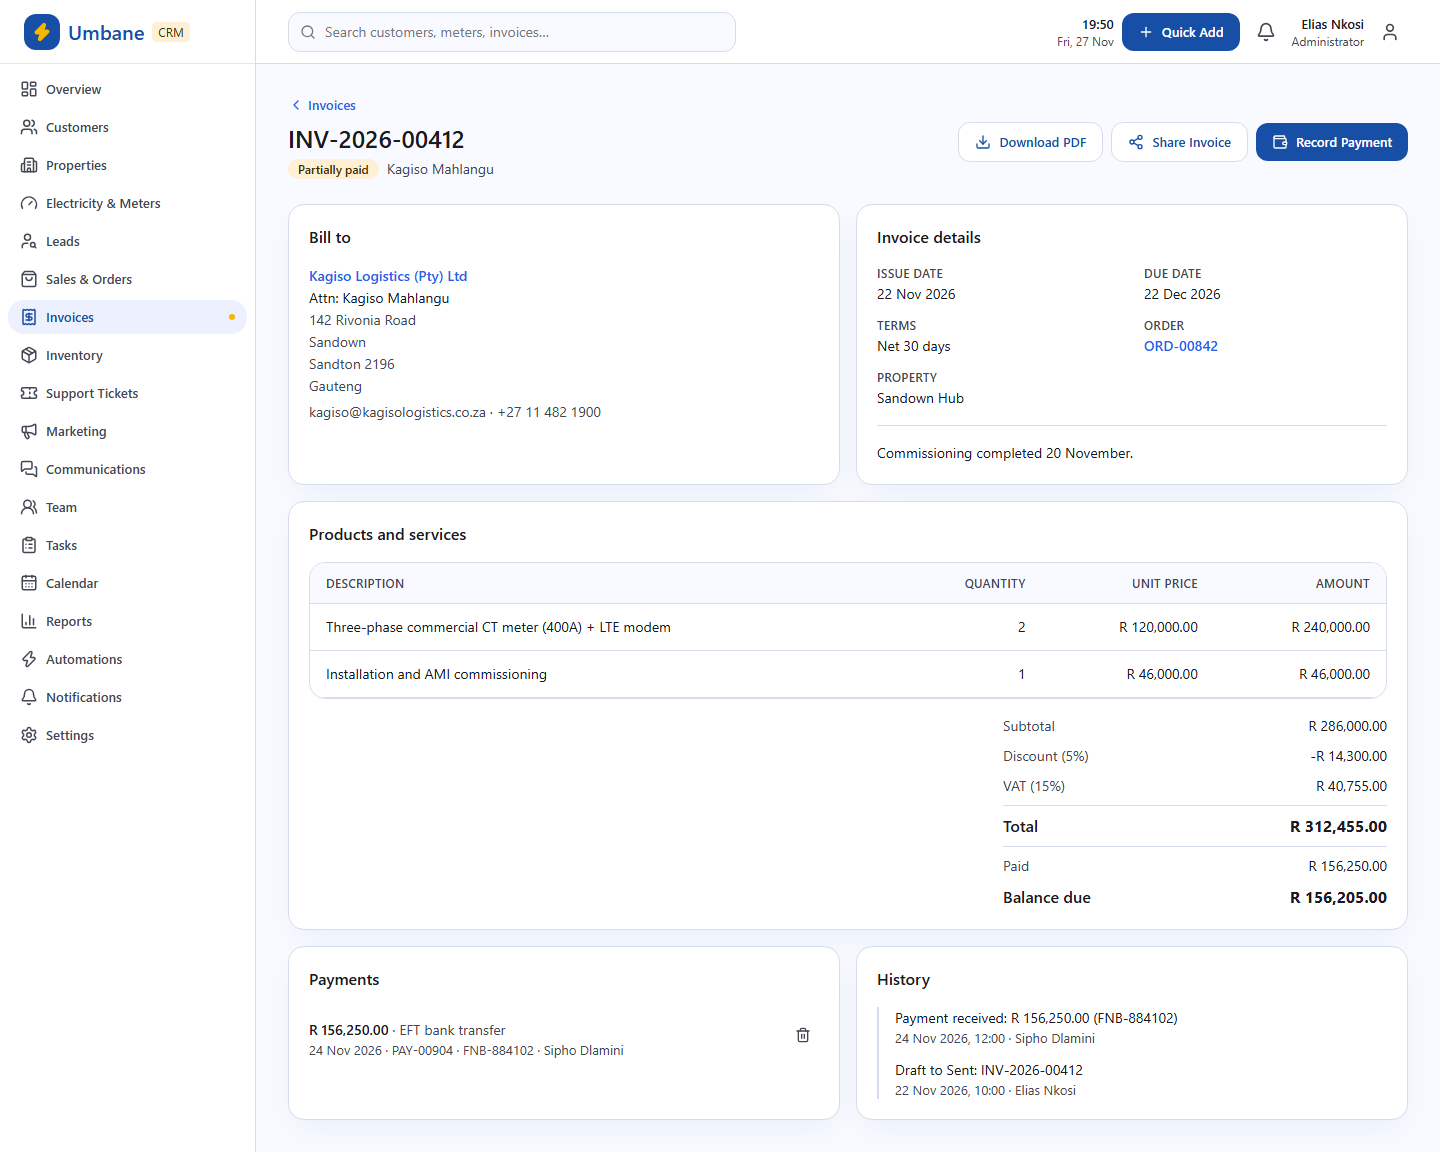 Umbane CRM
Search customers, meters, invoices...
19:50
Fri, 27 Nov
Quick Add
Elias Nkosi
Administrator
Overview
Customers
Properties
Electricity & Meters
Leads
Sales & Orders
Invoices
Inventory
Support Tickets
Marketing
Communications
Team
Tasks
Calendar
Reports
Automations
Notifications
Settings
Invoices
INV-2026-00412
Partially paid Kagiso Mahlangu
Download PDF
Share Invoice
Record Payment
Bill to
Kagiso Logistics (Pty) Ltd
Attn: Kagiso Mahlangu
142 Rivonia Road
Sandown
Sandton 2196
Gauteng
kagiso@kagisologistics.co.za · +27 11 482 1900
Invoice details
ISSUE DATE DUE DATE
22 Nov 2026 22 Dec 2026
TERMS ORDER
Net 30 days ORD-00842
PROPERTY
Sandown Hub
Commissioning completed 20 November.
Products and services
DESCRIPTION QUANTITY UNIT PRICE AMOUNT
Three-phase commercial CT meter (400A) + LTE modem 2 R 120,000.00 R 240,000.00
Installation and AMI commissioning 1 R 46,000.00 R 46,000.00
Subtotal R 286,000.00
Discount (5%) -R 14,300.00
VAT (15%) R 40,755.00
Total R 312,455.00
Paid R 156,250.00
Balance due R 156,205.00
Payments
R 156,250.00 · EFT bank transfer
24 Nov 2026 · PAY-00904 · FNB-884102 · Sipho Dlamini
History
Payment received: R 156,250.00 (FNB-884102)
24 Nov 2026, 12:00 · Sipho Dlamini
Draft to Sent: INV-2026-00412
22 Nov 2026, 10:00 · Elias Nkosi